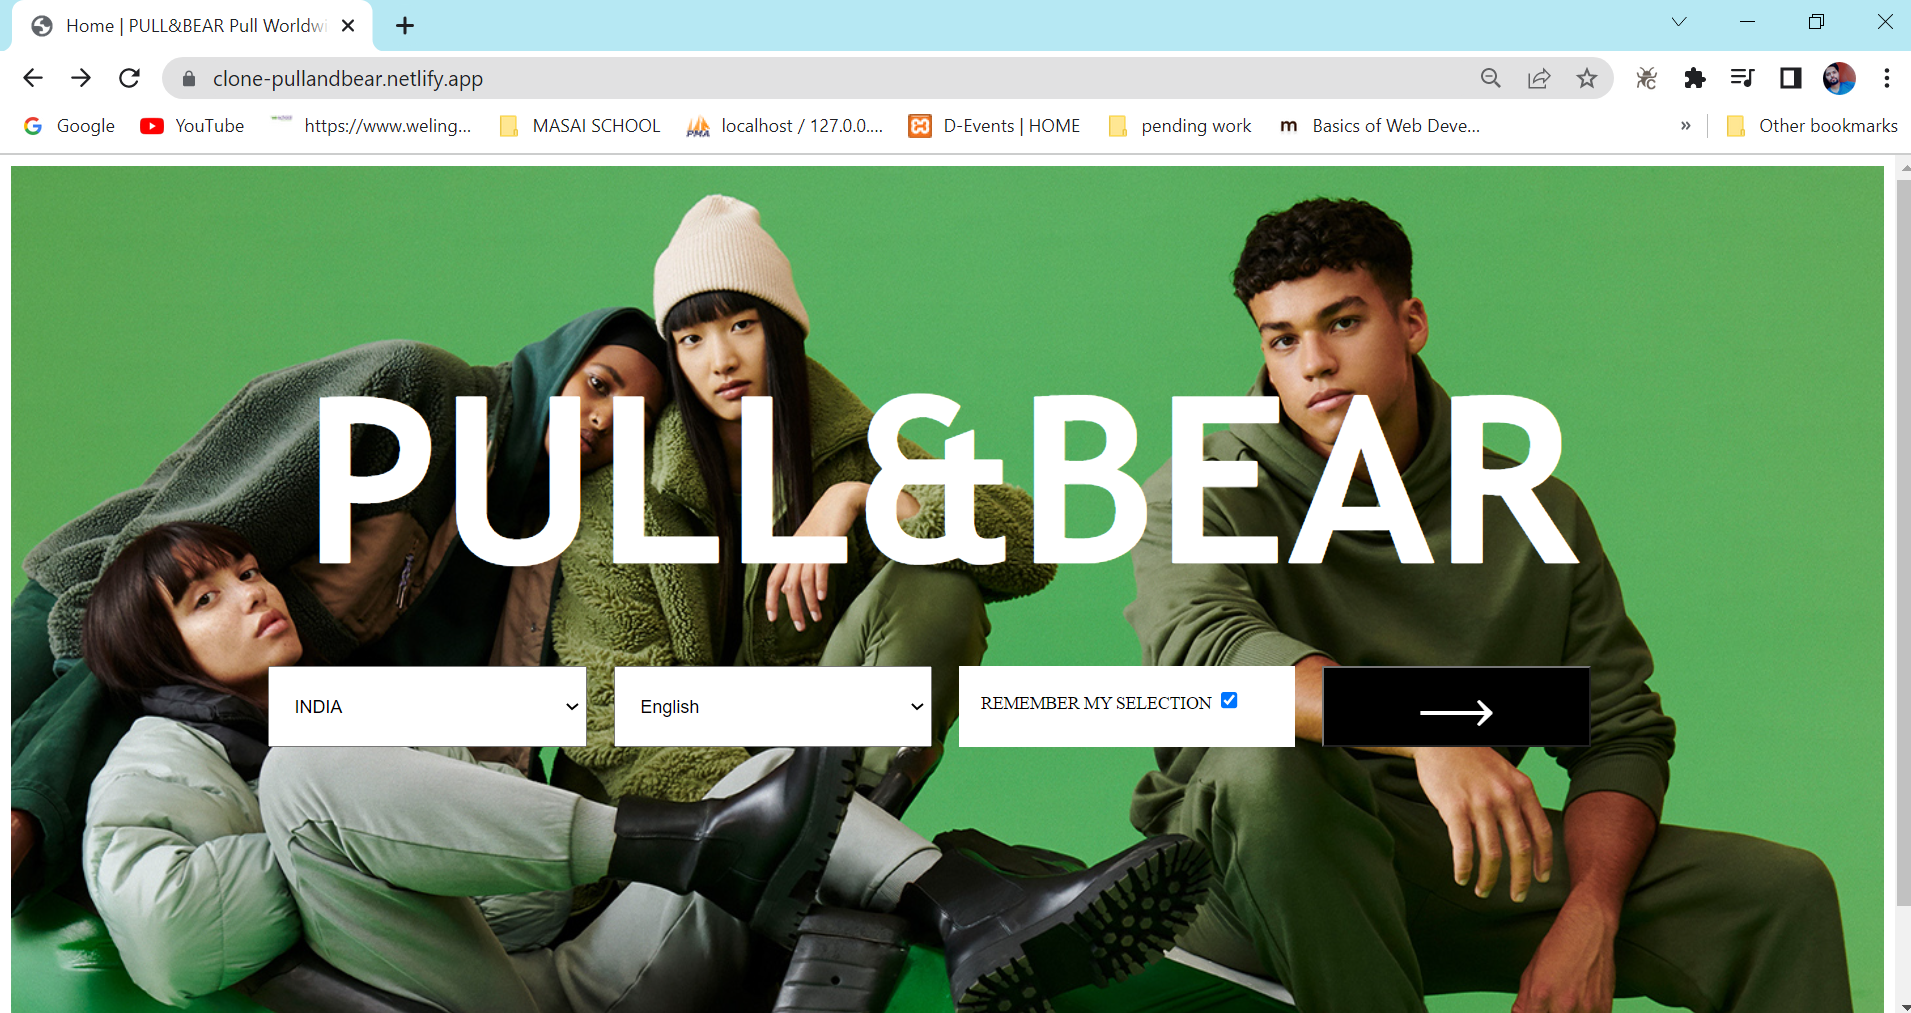 Home | PULL&BEAR Pull Worldwi
clone-pullandbear.netlify.app
Google YouTube https://www.weling... MASAI SCHOOL localhost / 127.0.0.... D-Events | HOME pending work Basics of Web Deve... » Other bookmarks
PULL&BEAR
INDIA English REMEMBER MY SELECTION